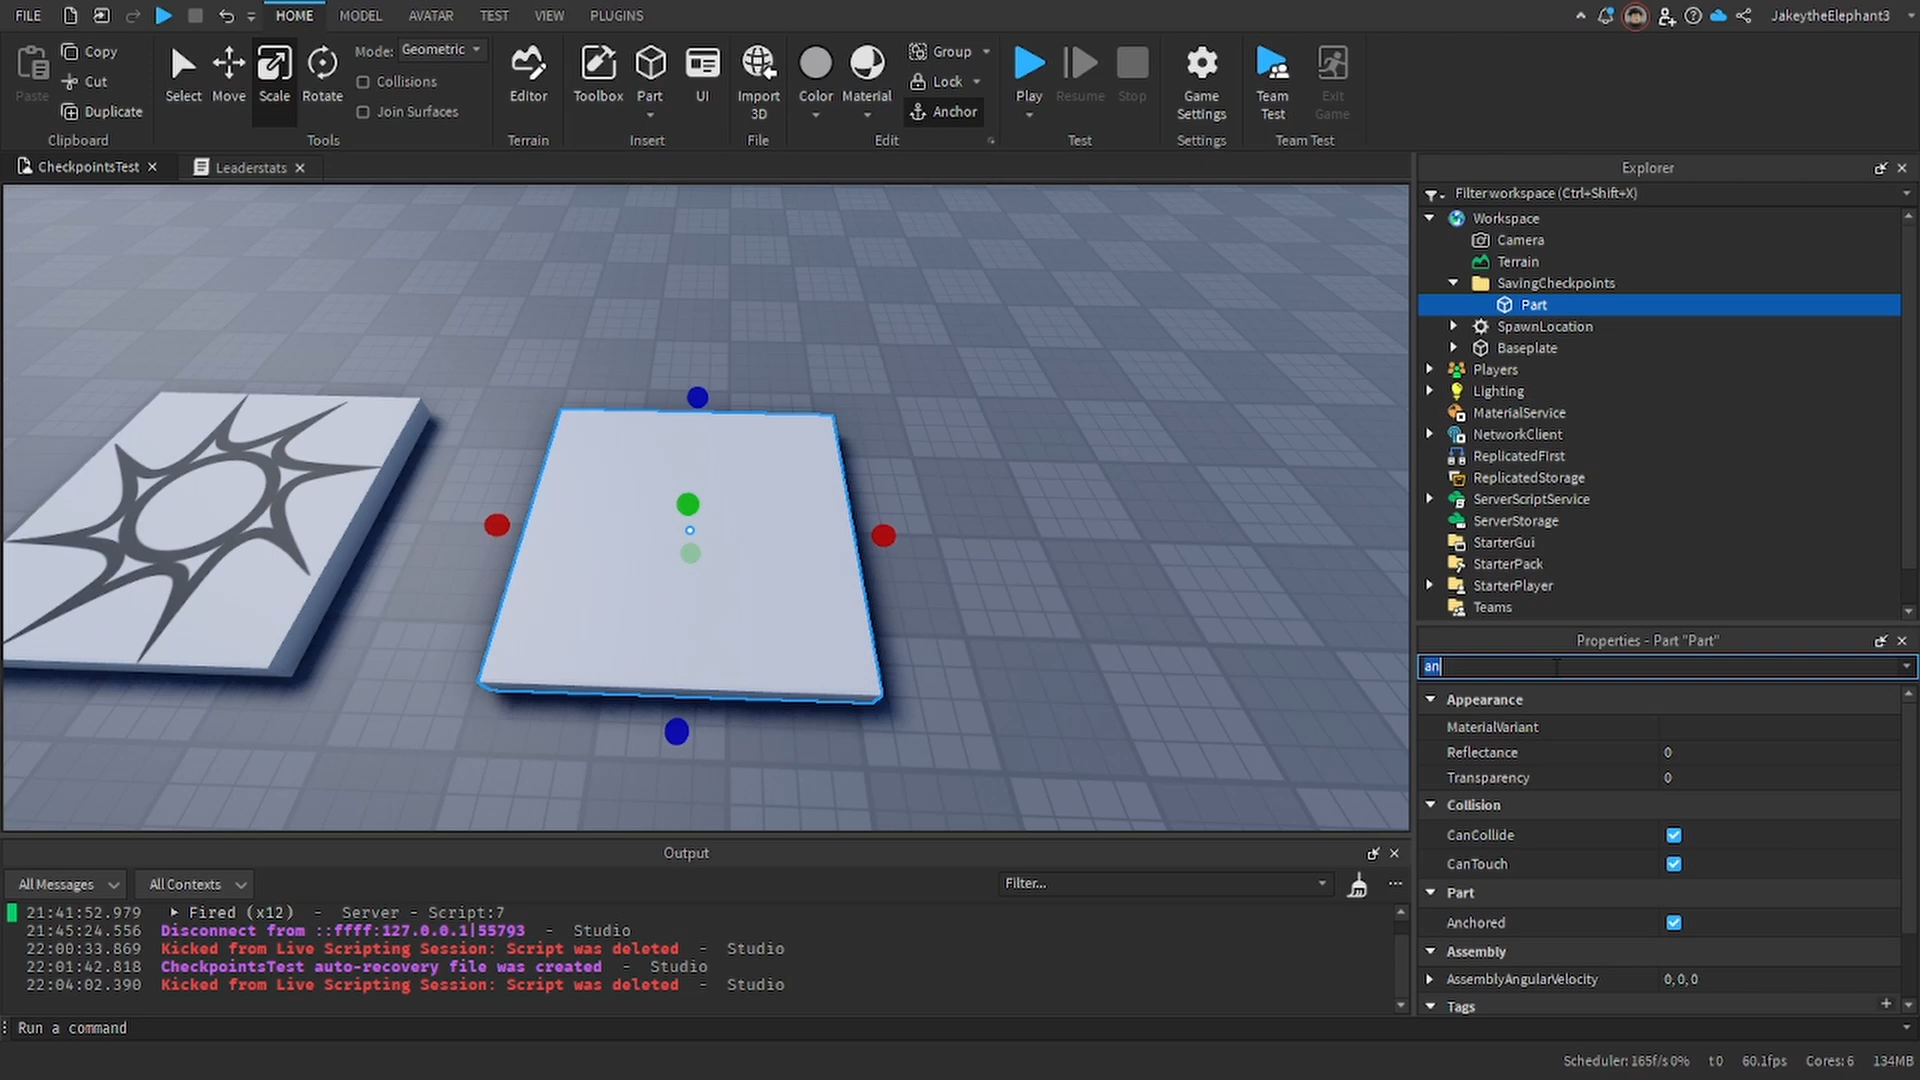 FILE HOME MODEL AVATAR TEST VIEW PLUGINS JakeytheElephant3
Paste Copy Cut Duplicate
Clipboard
Select Move Scale Rotate Mode: Geometric Collisions Join Surfaces
Tools
Editor
Terrain
Toolbox Part UI
Insert
Import 3D
File
Color Material Group Lock Anchor
Edit
Play Resume Stop
Test
Game Settings
Settings
Team Test Exit Game
Team Test
CheckpointsTest Leaderstats
Explorer
Filter workspace (Ctrl+Shift+X)
Workspace
Camera
Terrain
SavingCheckpoints
Part
SpawnLocation
Baseplate
Players
Lighting
MaterialService
NetworkClient
ReplicatedFirst
ReplicatedStorage
ServerScriptService
ServerStorage
StarterGui
StarterPack
StarterPlayer
Teams
Properties - Part "Part"
an
Appearance
MaterialVariant
Reflectance 0
Transparency 0
Collision
CanCollide
CanTouch
Part
Anchored
Assembly
AssemblyAngularVelocity 0,0,0
Tags
Output
All Messages All Contexts Filter...
21:41:52.979 Fired (x12) - Server - Script:7
21:45:24.556 Disconnect from ::ffff:127.0.0.1|55793 - Studio
22:00:33.869 Kicked from Live Scripting Session: Script was deleted - Studio
22:01:42.818 CheckpointsTest auto-recovery file was created - Studio
22:04:02.390 Kicked from Live Scripting Session: Script was deleted - Studio
Run a command
Scheduler: 165f/s 0% t0 60.1fps Cores: 6 134MB